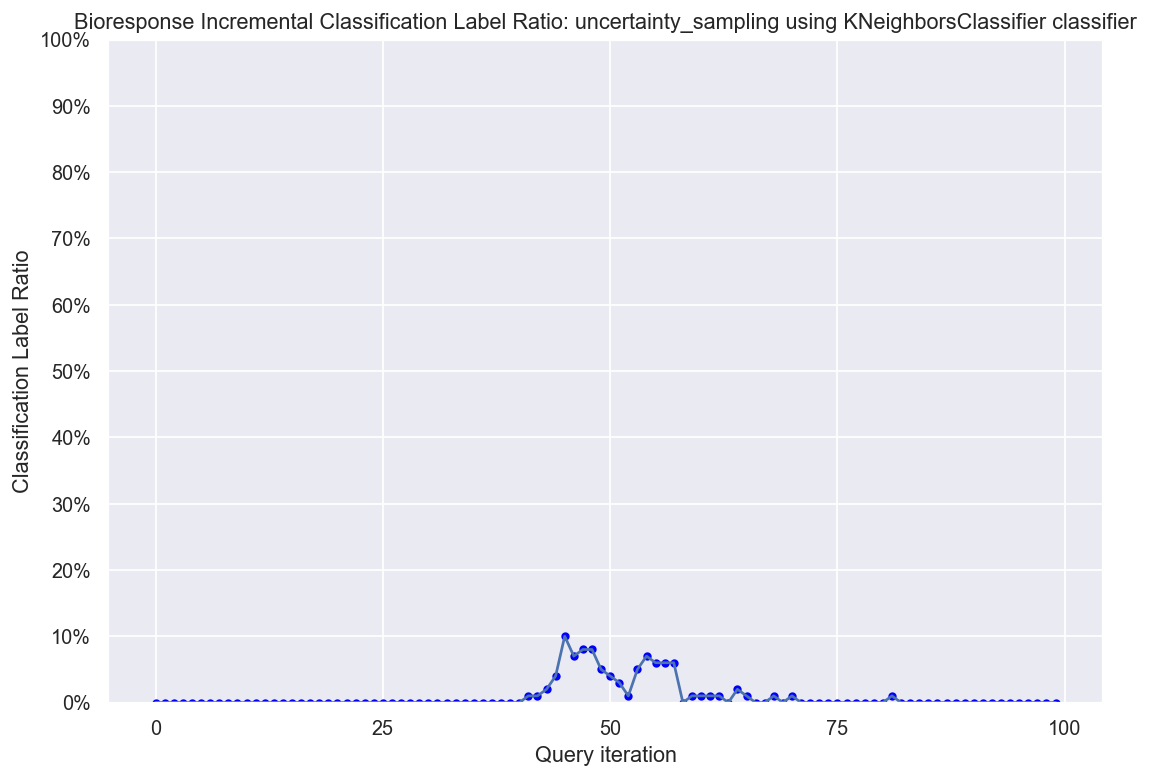 Bioresponse Incremental Classification Label Ratio: uncertainty_sampling using KNeighborsClassifier classifier
100%
90%
80%
70%
60%
50%
40%
30%
20%
10%
0%
Classification Label Ratio
0 25 50 75 100
Query iteration